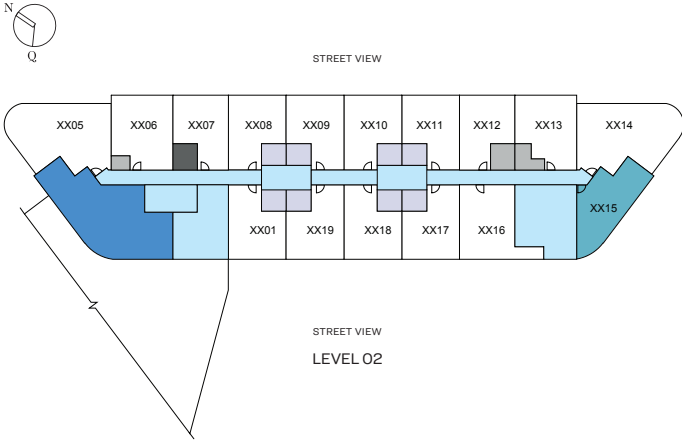 N
Q
STREET VIEW
XX05 XX06 XX07 XX08 XX09 XX10 XX11 XX12 XX13 XX14
XX15
XX01 XX19 XX18 XX17 XX16
STREET VIEW
LEVEL 02